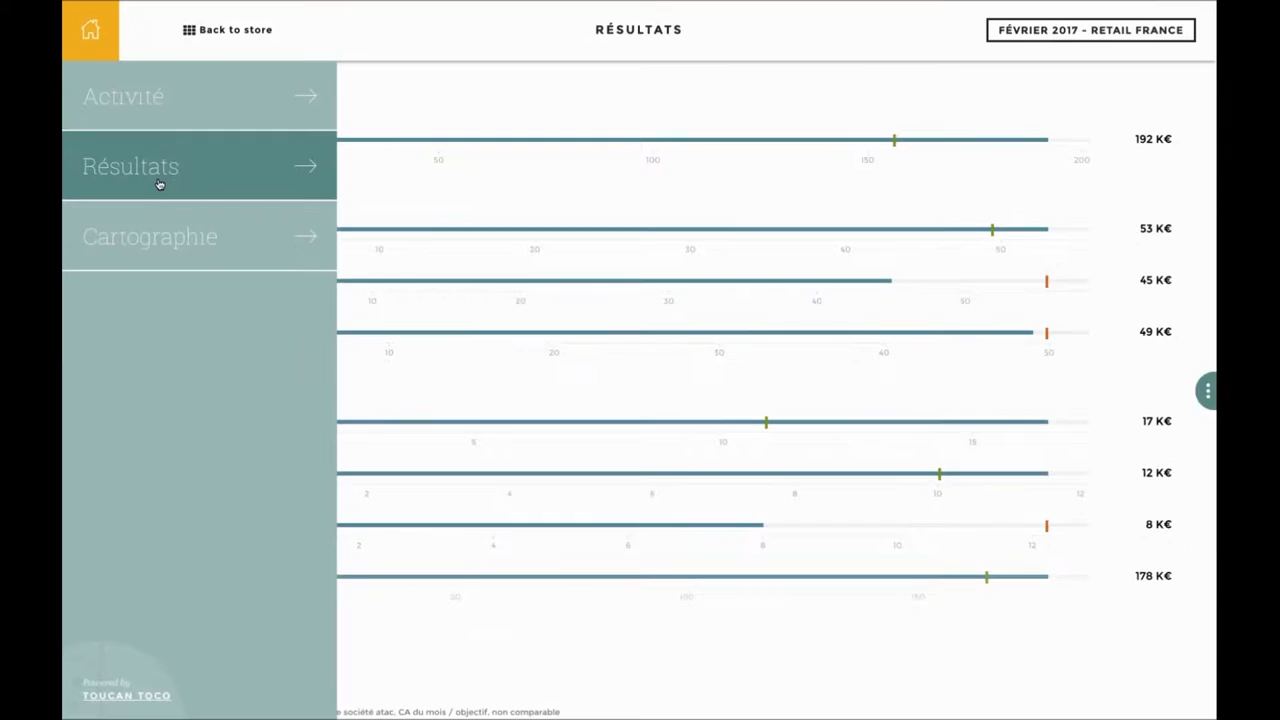 Back to store
RÉSULTATS
FÉVRIER 2017 - RETAIL FRANCE
Activité
Résultats
Cartographie
192 K€
50 100 150 200
53 K€
10 20 30 40 50
45 K€
10 20 30 40 50
49 K€
10 20 30 40 50
17 K€
5 10 15
12 K€
2 4 6 8 10 12
8 K€
2 4 6 8 10 12
178 K€
50 100 150
Powered by
TOUCAN TOCO
société atac. CA du mois / objectif, non comparable